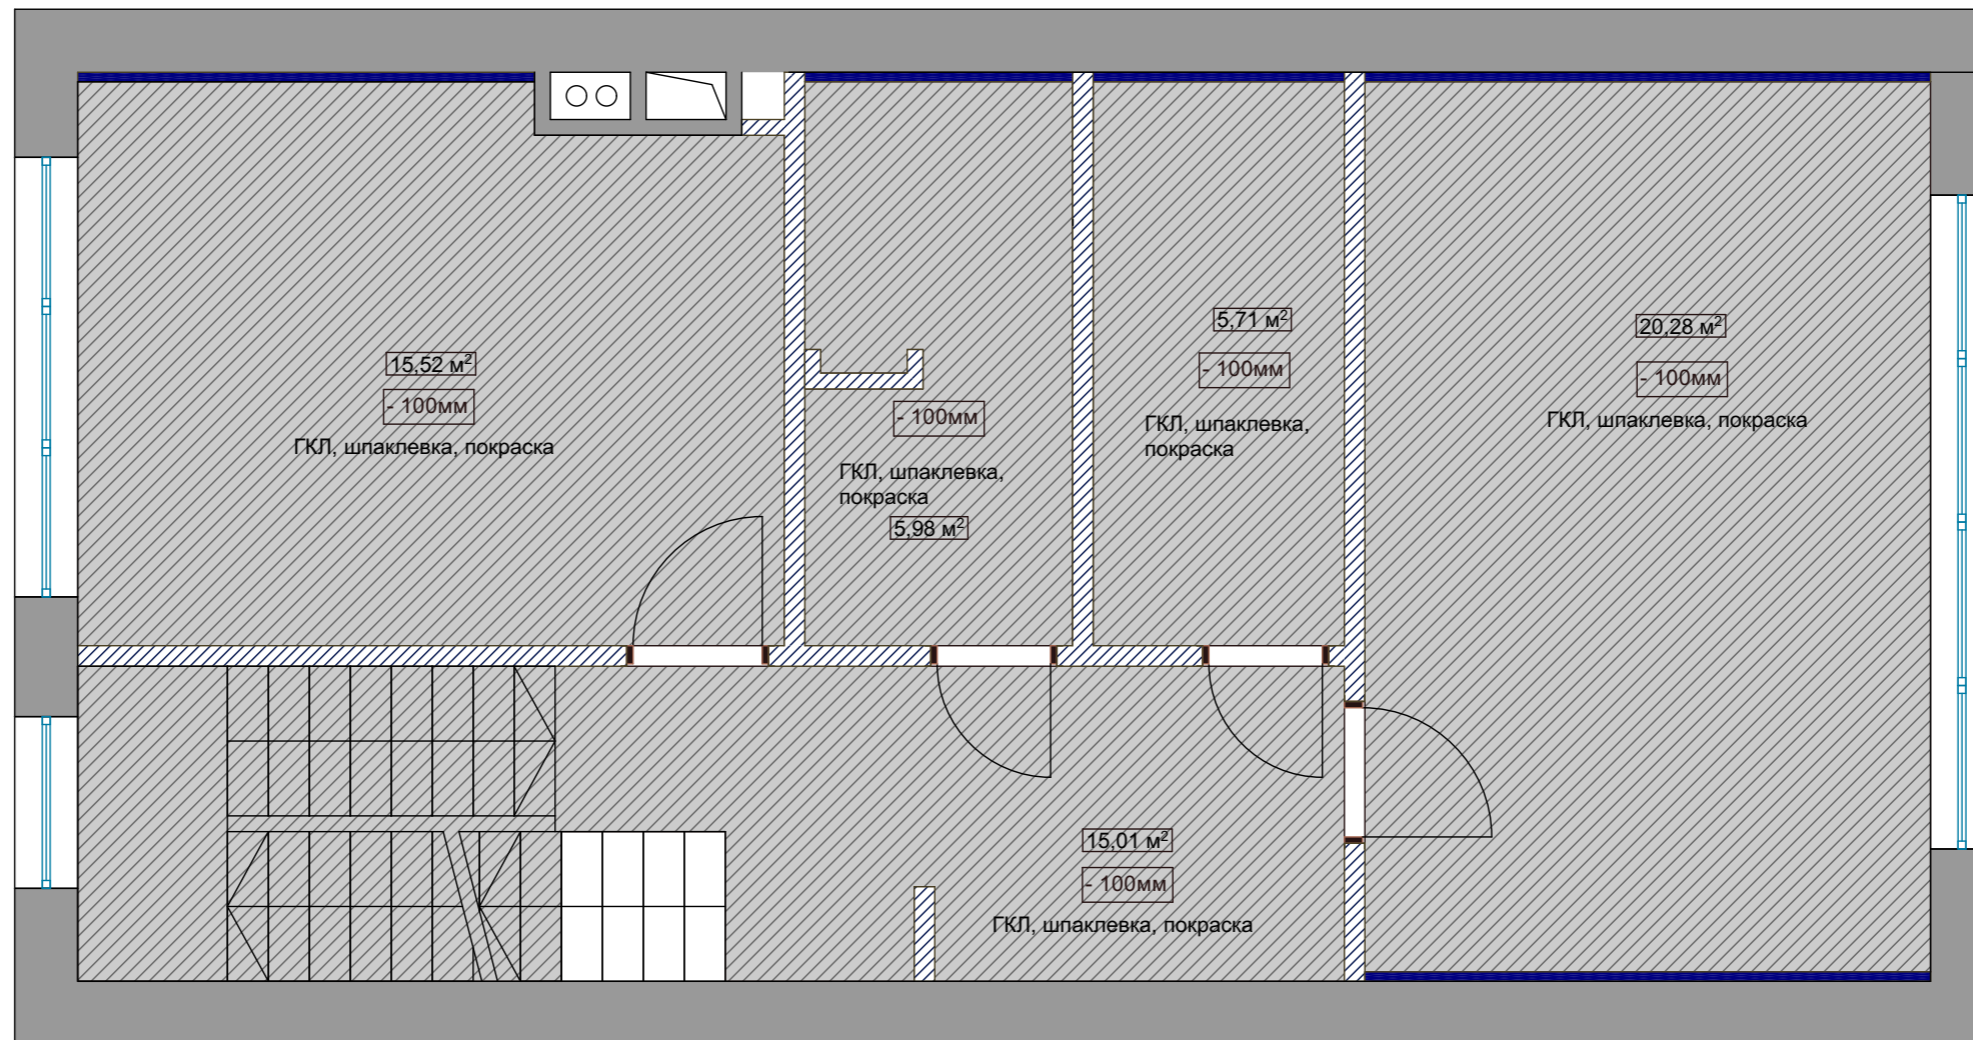 15,52 м²
- 100мм
ГКЛ, шпаклевка, покраска
- 100мм
ГКЛ, шпаклевка,
покраска
5,98 м²
5,71 м²
- 100мм
ГКЛ, шпаклевка,
покраска
20,28 м²
- 100мм
ГКЛ, шпаклевка, покраска
15,01 м²
- 100мм
ГКЛ, шпаклевка, покраска